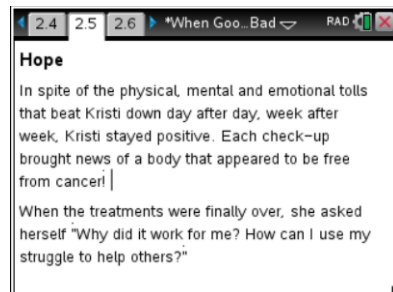 2.4 2.5 2.6 *When Goo...Bad RAD
Hope
In spite of the physical, mental and emotional tolls
that beat Kristi down day after day, week after
week, Kristi stayed positive. Each check-up
brought news of a body that appeared to be free
from cancer!
When the treatments were finally over, she asked
herself "Why did it work for me? How can I use my
struggle to help others?"